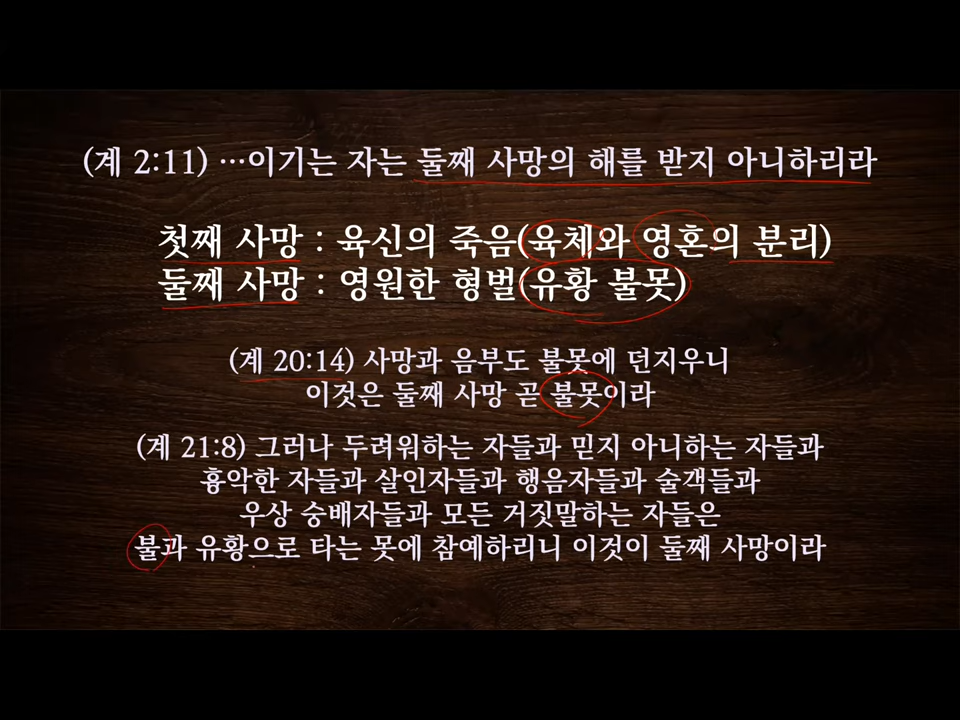 (계 2:11) …이기는 자는 둘째 사망의 해를 받지 아니하리라
첫째 사망 : 육신의 죽음(육체와 영혼의 분리)
둘째 사망 : 영원한 형벌(유황 불못)
(계 20:14) 사망과 음부도 불못에 던지우니
이것은 둘째 사망 곧 불못이라
(계 21:8) 그러나 두려워하는 자들과 믿지 아니하는 자들과
흉악한 자들과 살인자들과 행음자들과 술객들과
우상 숭배자들과 모든 거짓말하는 자들은
불과 유황으로 타는 못에 참예하리니 이것이 둘째 사망이라